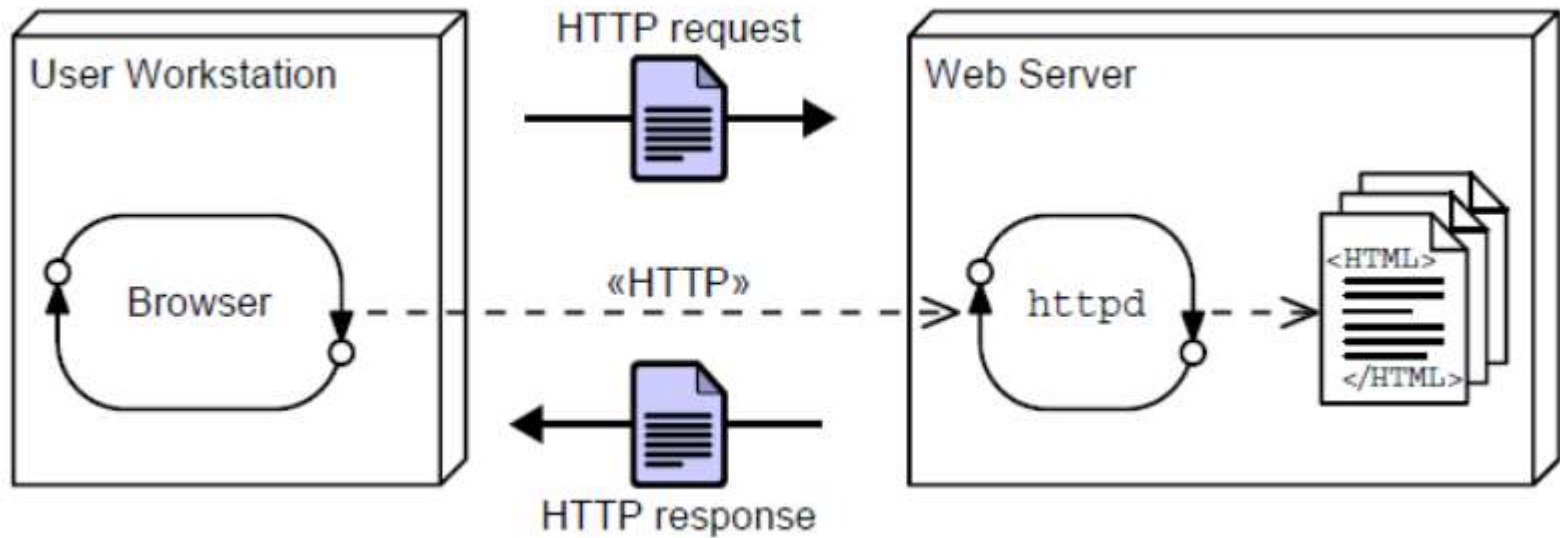 HTTP request
User Workstation
Web Server
Browser
«HTTP»
httpd
<HTML>
</HTML>
HTTP response